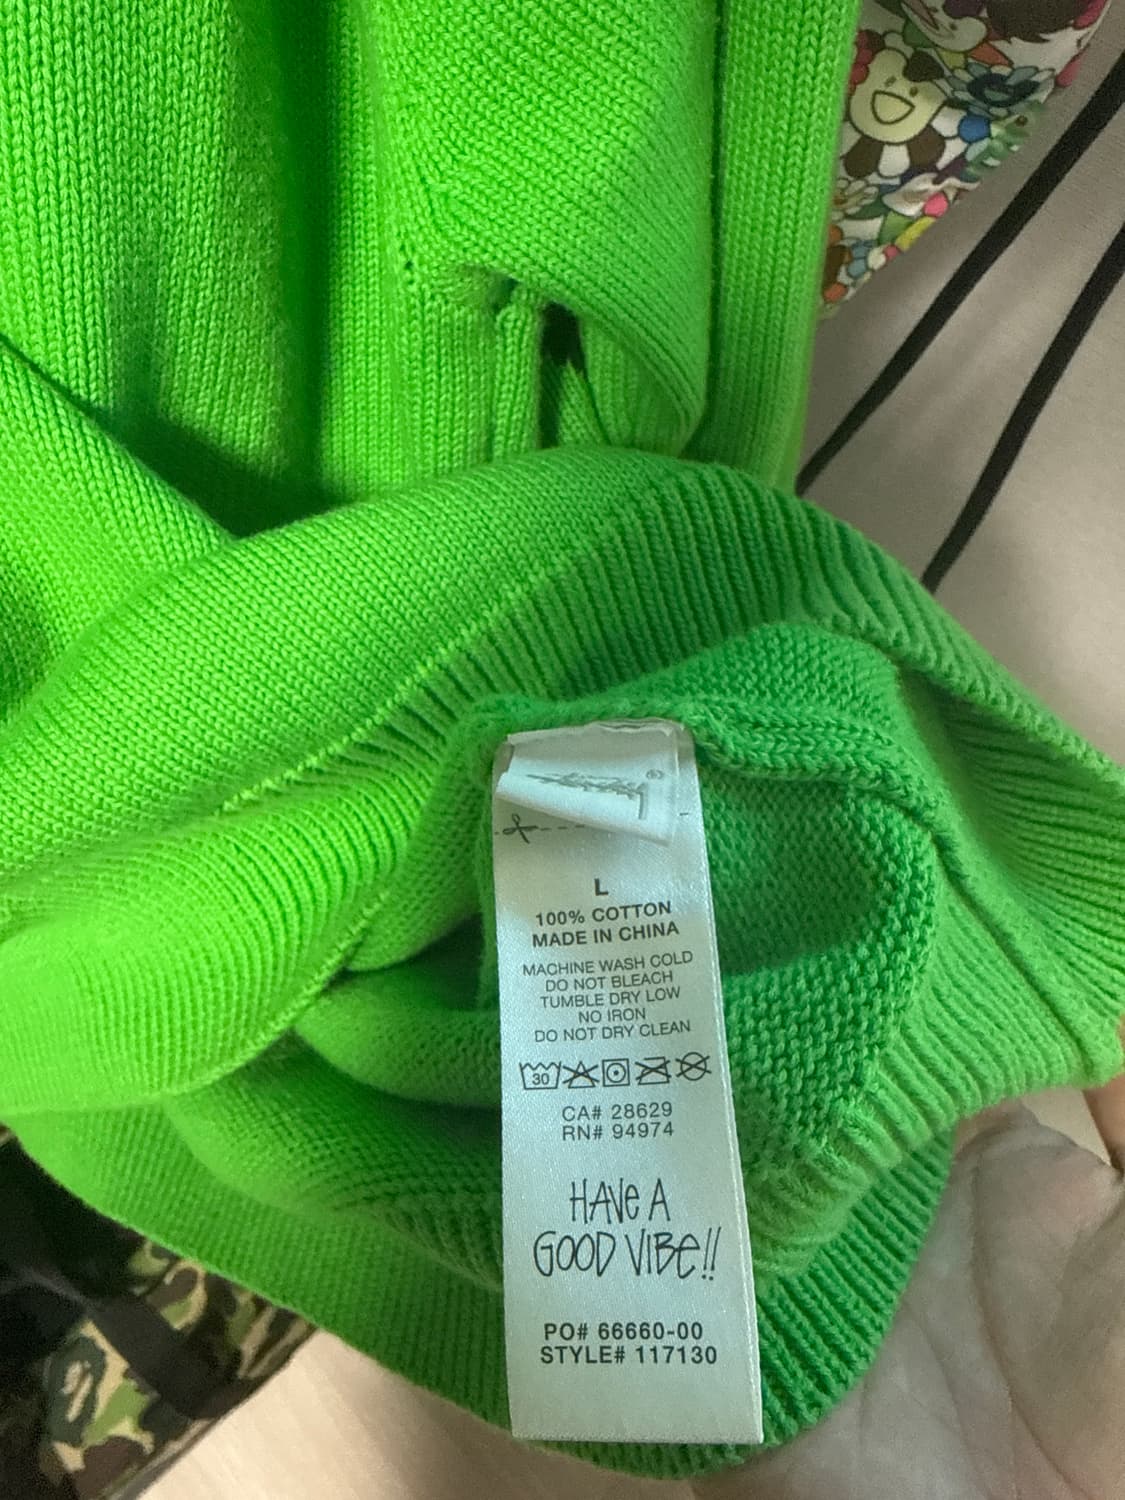 ®
L
100% COTTON
MADE IN CHINA
MACHINE WASH COLD
DO NOT BLEACH
TUMBLE DRY LOW
NO IRON
DO NOT DRY CLEAN
30
CA# 28629
RN# 94974
HAVE A
GOOD VIBE!!
PO# 66660-00
STYLE# 117130